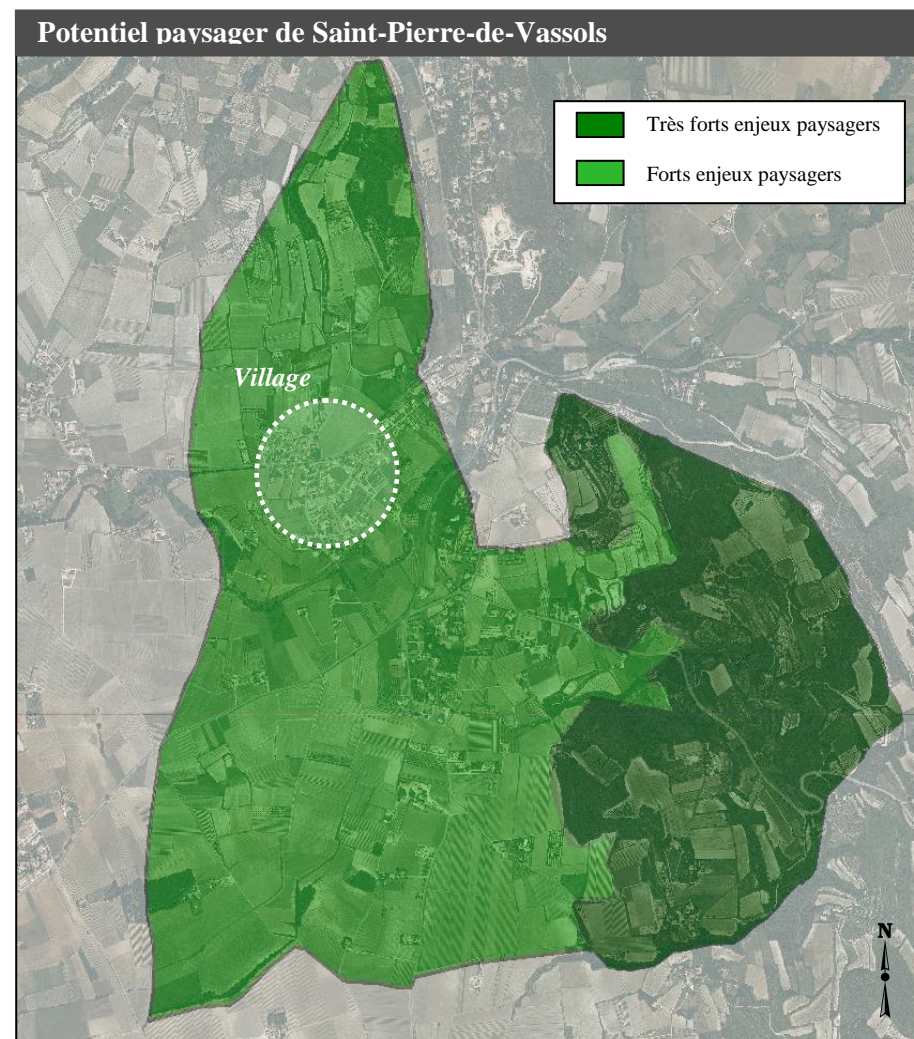 Potentiel paysager de Saint-Pierre-de-Vassols
Très forts enjeux paysagers
Forts enjeux paysagers
Village
N